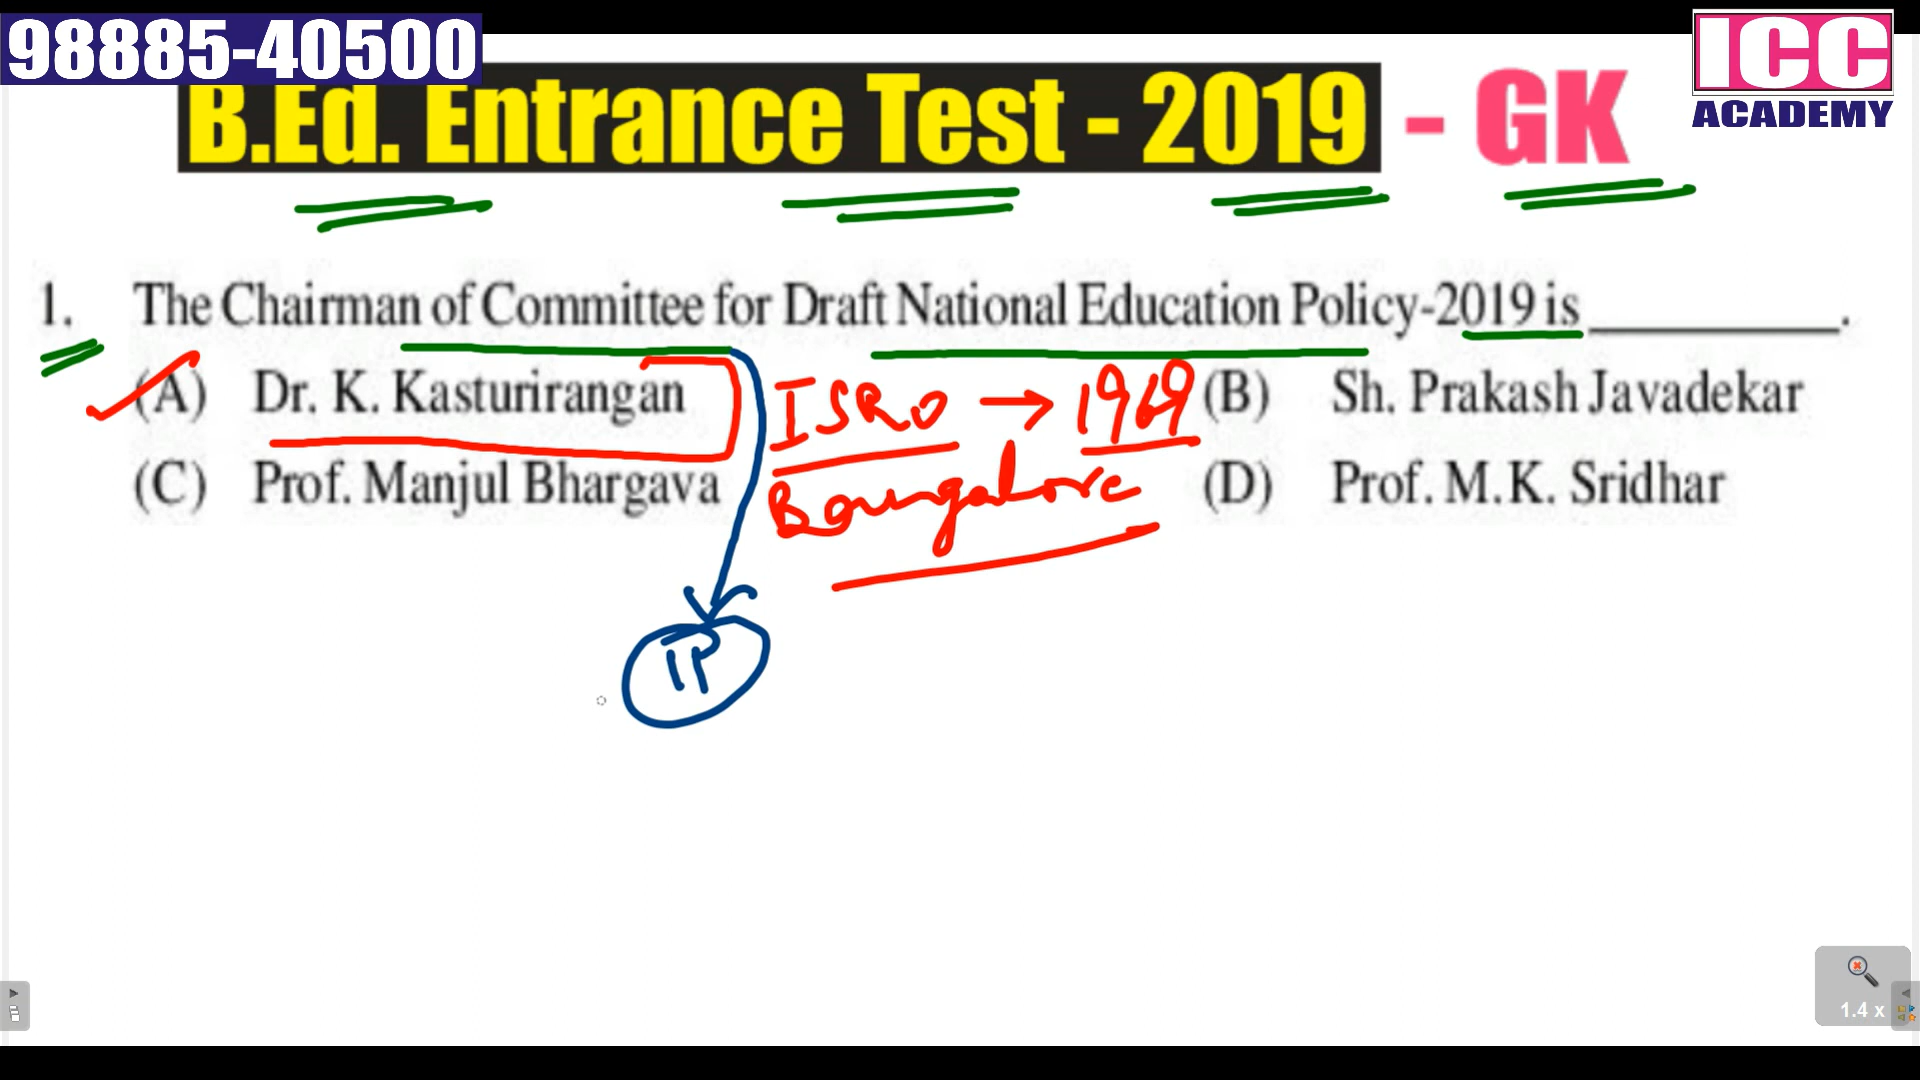 98885-40500
ICC
ACADEMY
B.Ed. Entrance Test - 2019 - GK
1. The Chairman of Committee for Draft National Education Policy-2019 is __________.
(A) Dr. K. Kasturirangan
ISRO → 1969
(B) Sh. Prakash Javadekar
(C) Prof. Manjul Bhargava
Bangalore
(D) Prof. M.K. Sridhar
1.4 x